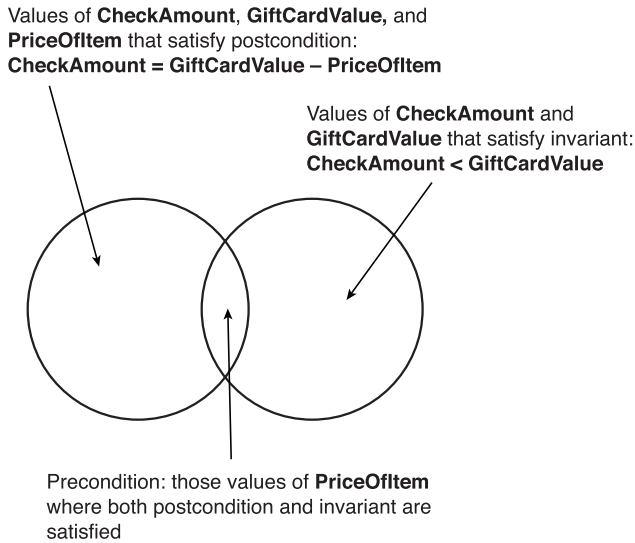 Values of CheckAmount, GiftCardValue, and
PriceOfItem that satisfy postcondition:
CheckAmount = GiftCardValue – PriceOfItem
Values of CheckAmount and
GiftCardValue that satisfy invariant:
CheckAmount < GiftCardValue
Precondition: those values of PriceOfItem
where both postcondition and invariant are
satisfied